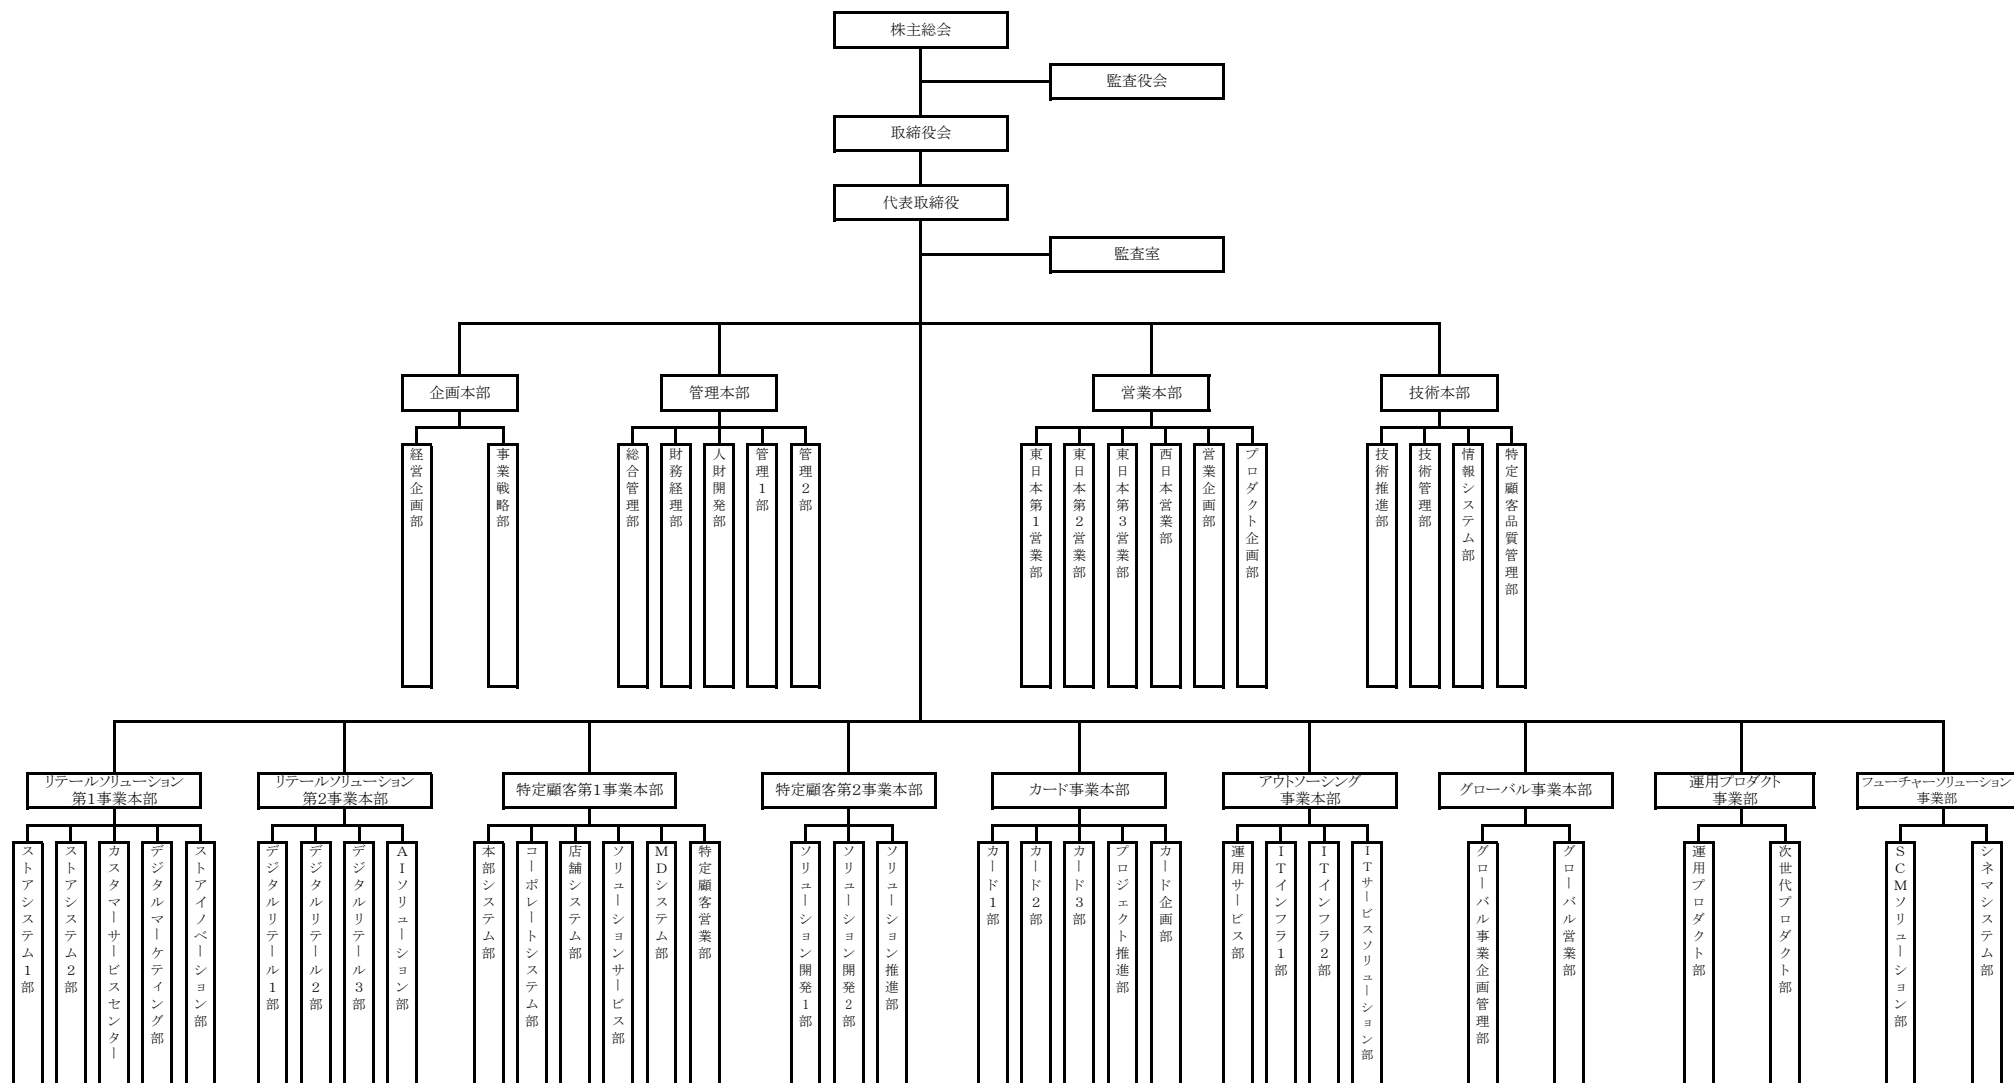 株主総会
監査役会
取締役会
代表取締役
監査室
企画本部
管理本部
営業本部
技術本部
経営企画部
事業戦略部
総合管理部
財務経理部
人財開発部
管理1部
管理2部
東日本第1営業部
東日本第2営業部
東日本第3営業部
西日本営業部
営業企画部
プロダクト企画部
技術推進部
技術管理部
情報システム部
特定顧客品質管理部
リテールソリューション
第1事業本部
リテールソリューション
第2事業本部
特定顧客第1事業本部
特定顧客第2事業本部
カード事業本部
アウトソーシング
事業本部
グローバル事業本部
運用プロダクト
事業部
フューチャーソリューション
事業部
ストアシステム1部
ストアシステム2部
カスタマーサービスセンター
デジタルマーケティング部
ストアイノベーション部
デジタルリテール1部
デジタルリテール2部
デジタルリテール3部
AIソリューション部
本部システム部
コーポレートシステム部
店舗システム部
ソリューションサービス部
MDシステム部
特定顧客営業部
ソリューション開発1部
ソリューション開発2部
ソリューション推進部
カード1部
カード2部
カード3部
プロジェクト推進部
カード企画部
運用サービス部
ITインフラ1部
ITインフラ2部
ITサービスソリューション部
グローバル事業企画管理部
グローバル営業部
運用プロダクト部
次世代プロダクト部
SCMソリューション部
シネマシステム部